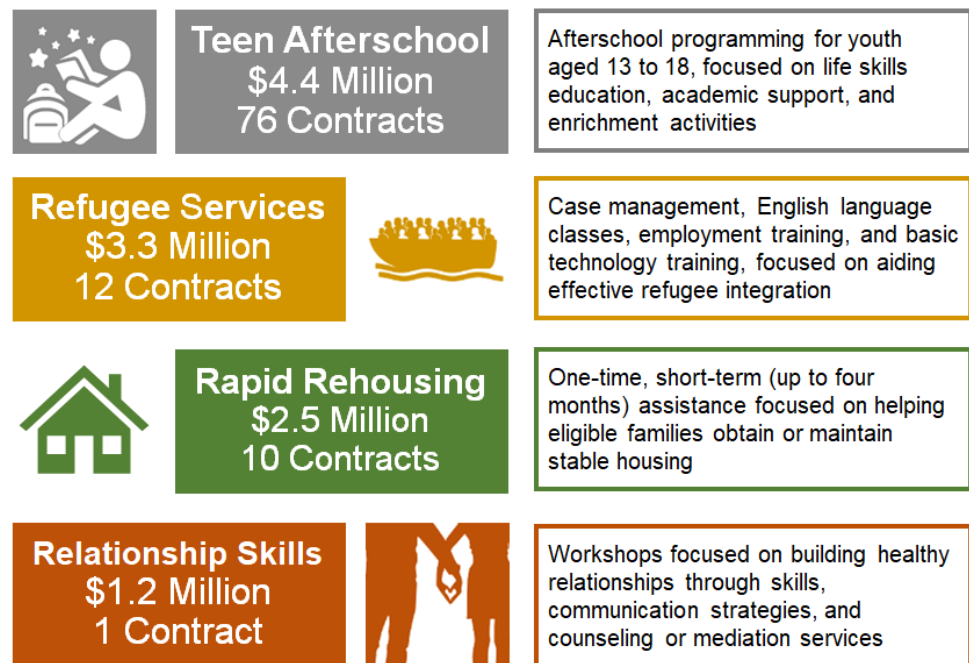 Teen Afterschool
$4.4 Million
76 Contracts
Afterschool programming for youth
aged 13 to 18, focused on life skills
education, academic support, and
enrichment activities
Refugee Services
$3.3 Million
12 Contracts
Case management, English language
classes, employment training, and basic
technology training, focused on aiding
effective refugee integration
Rapid Rehousing
$2.5 Million
10 Contracts
One-time, short-term (up to four
months) assistance focused on helping
eligible families obtain or maintain
stable housing
Relationship Skills
$1.2 Million
1 Contract
Workshops focused on building healthy
relationships through skills,
communication strategies, and
counseling or mediation services